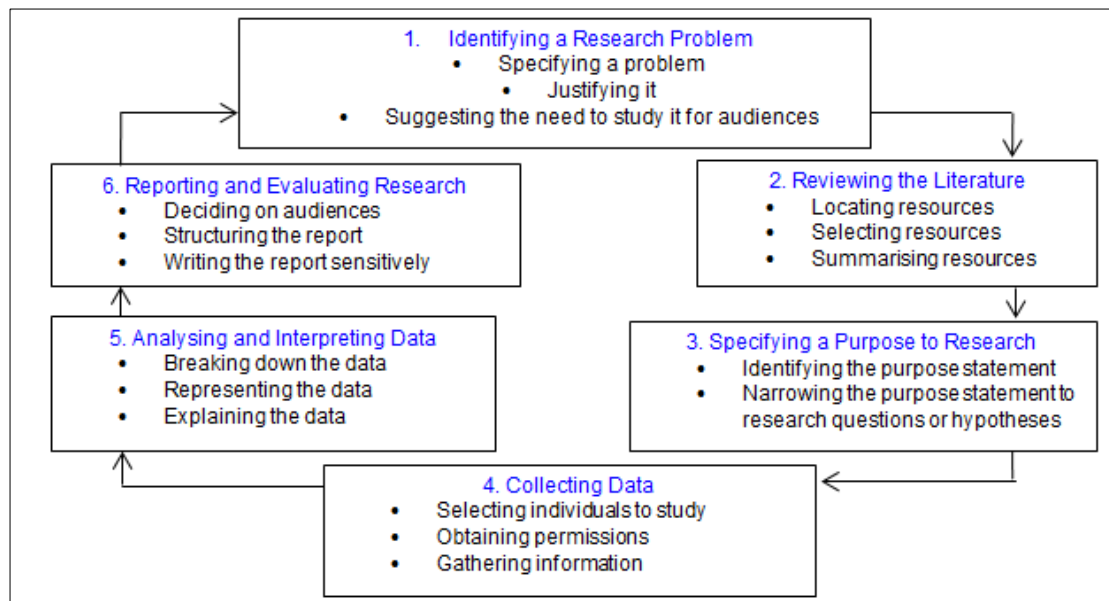 1. Identifying a Research Problem
• Specifying a problem
• Justifying it
• Suggesting the need to study it for audiences
2. Reviewing the Literature
• Locating resources
• Selecting resources
• Summarising resources
3. Specifying a Purpose to Research
• Identifying the purpose statement
• Narrowing the purpose statement to
research questions or hypotheses
4. Collecting Data
• Selecting individuals to study
• Obtaining permissions
• Gathering information
5. Analysing and Interpreting Data
• Breaking down the data
• Representing the data
• Explaining the data
6. Reporting and Evaluating Research
• Deciding on audiences
• Structuring the report
• Writing the report sensitively